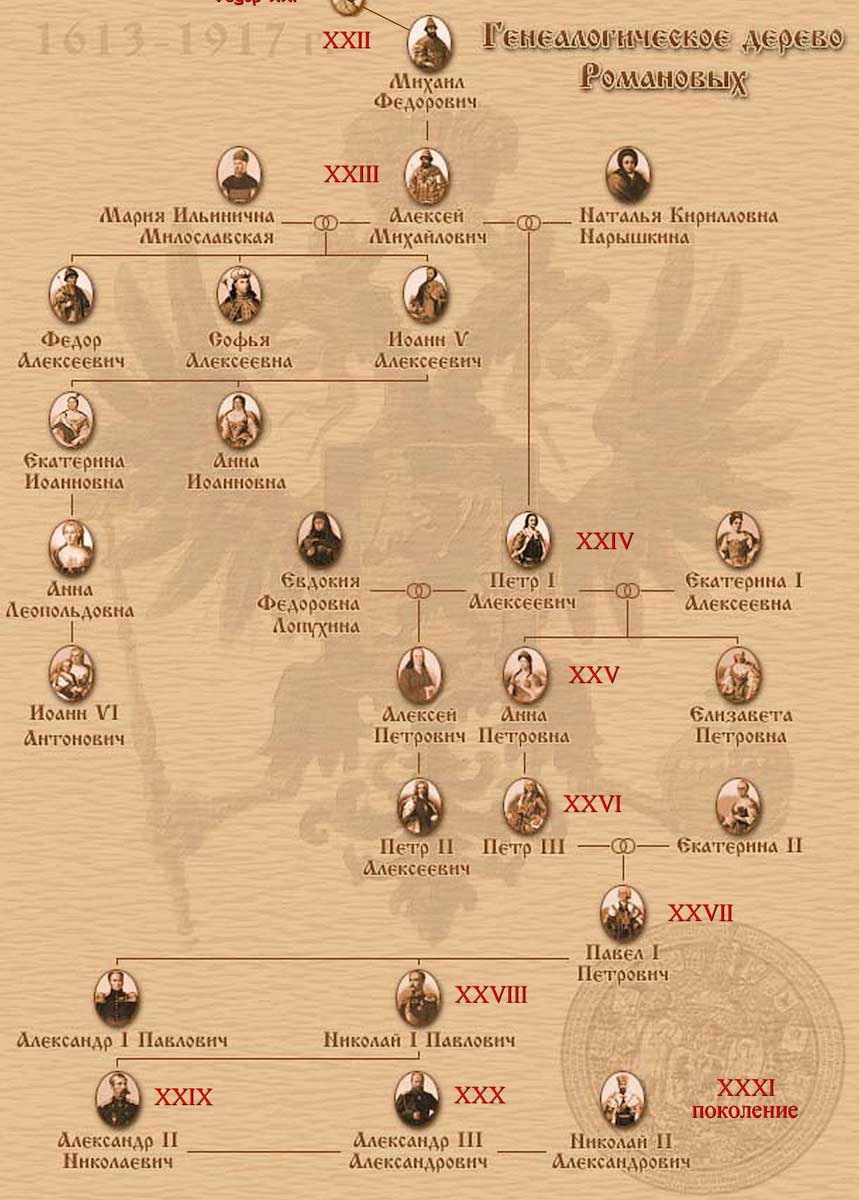 1613 1917 г
XXII
Генеалогическое дерево
Романовых
Михаил
Федорович
XXIII
Мария Ильинична
Милославская
Алексей
Михайлович
Наталья Кирилловна
Нарышкина
Федор
Алексеевич
Софья
Алексеевна
Иоанн V
Алексеевич
Екатерина
Иоанновна
Анна
Иоанновна
Анна
Леопольдовна
Евдокия
Федоровна
Лопухина
Петр I
Алексеевич
XXIV
Екатерина I
Алексеевна
Иоанн VI
Антонович
Алексей
Петрович
Анна
Петровна
XXV
Елизавета
Петровна
Петр II
Алексеевич
Петр III
XXVI
Екатерина II
Павел I
Петрович
XXVII
Александр I Павлович
Николай I Павлович
XXVIII
Александр II
Николаевич
XXIX
Александр III
Александрович
XXX
Николай II
Александрович
XXXI
поколение